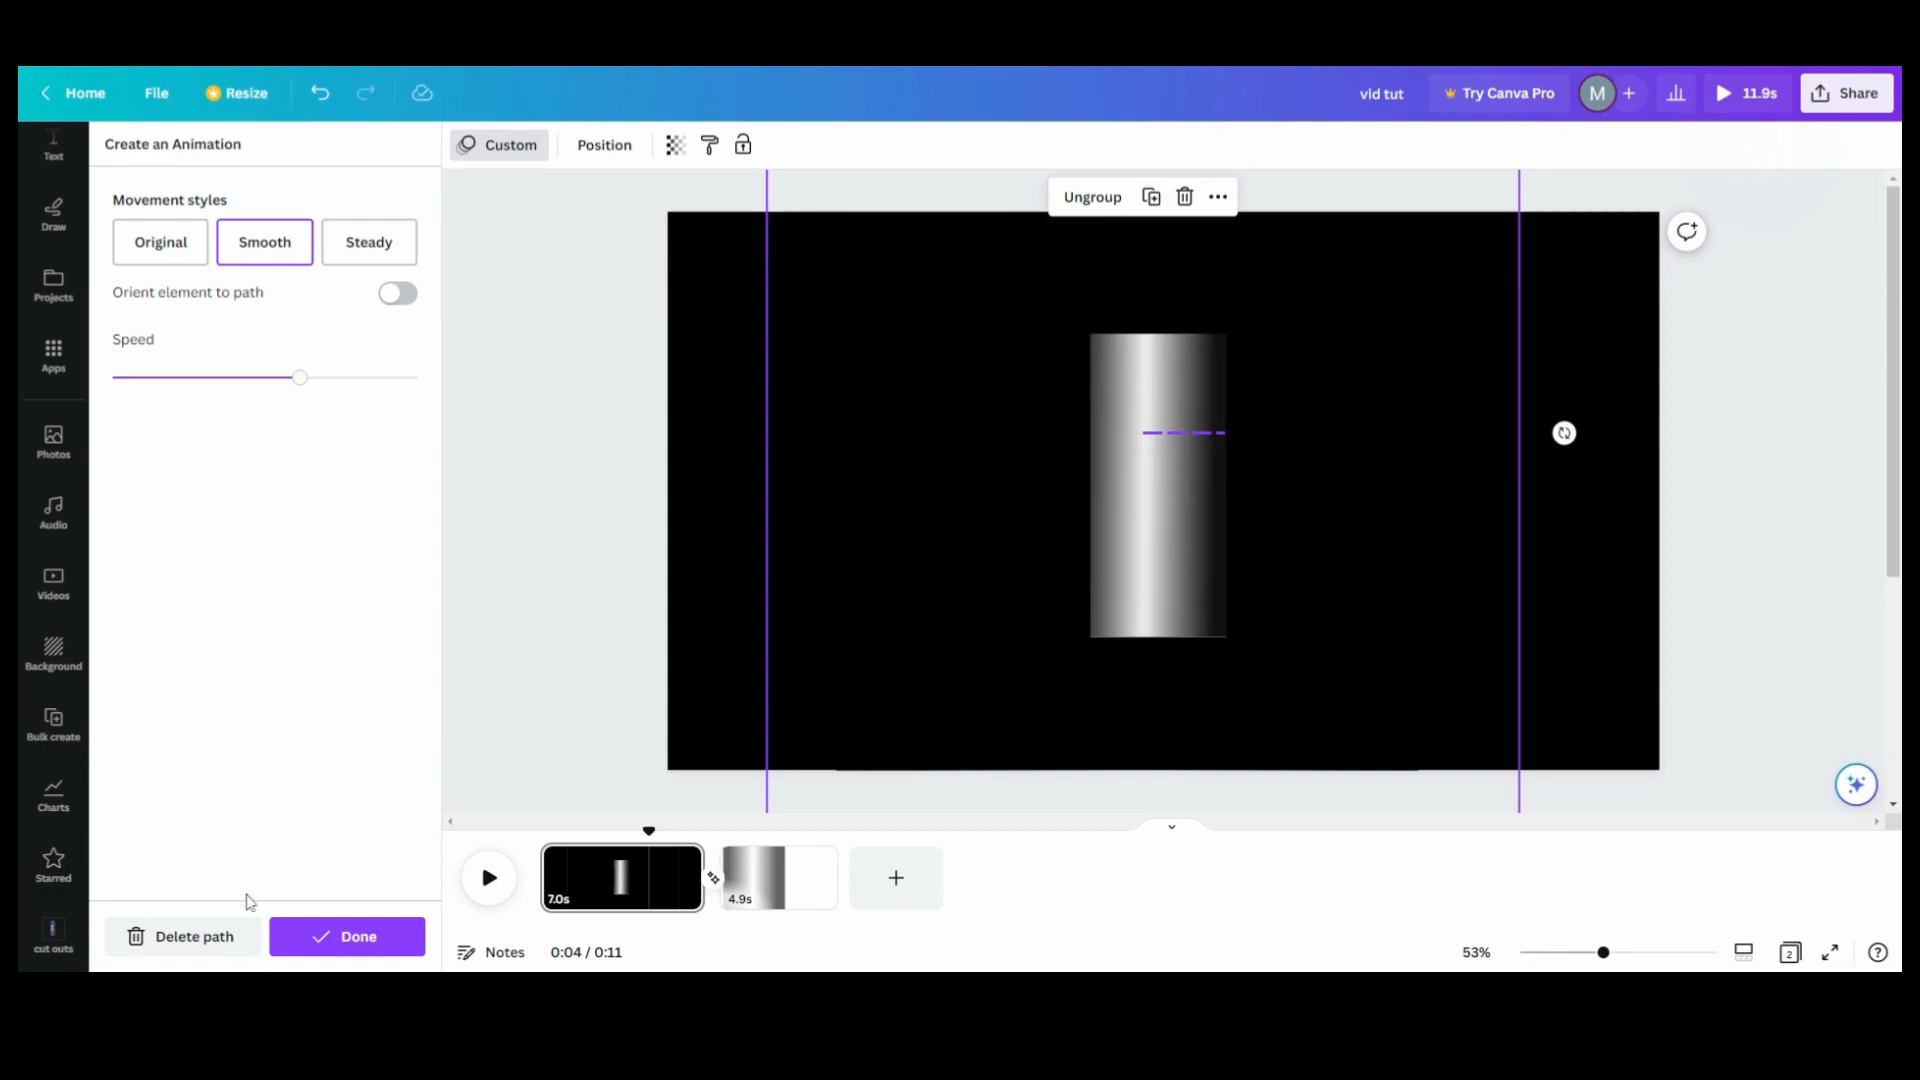 Home File Resize vid tut Try Canva Pro M + 11.9s Share
Text
Draw
Projects
Apps
Photos
Audio
Videos
Background
Bulk create
Charts
Starred
cut outs
Create an Animation
Movement styles
Original Smooth Steady
Orient element to path
Speed
Delete path Done
Custom Position
Ungroup
7.0s 4.9s
Notes 0:04 / 0:11 53% 2